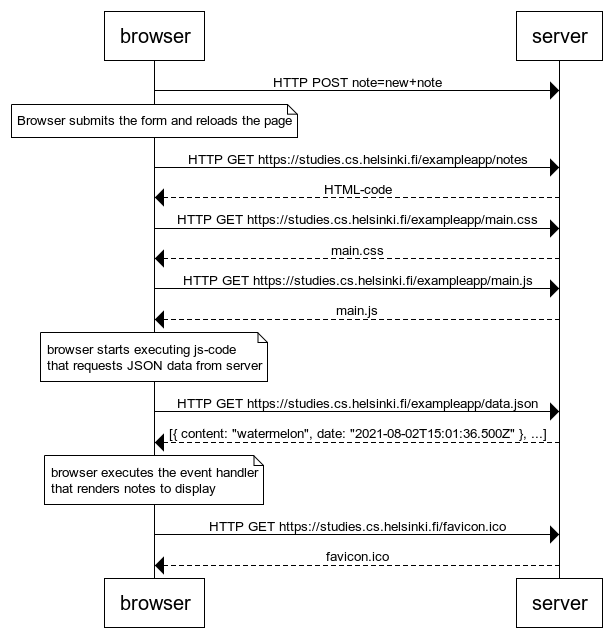 browser
server
HTTP POST note=new+note
Browser submits the form and reloads the page
HTTP GET https://studies.cs.helsinki.fi/exampleapp/notes
HTML-code
HTTP GET https://studies.cs.helsinki.fi/exampleapp/main.css
main.css
HTTP GET https://studies.cs.helsinki.fi/exampleapp/main.js
main.js
browser starts executing js-code
that requests JSON data from server
HTTP GET https://studies.cs.helsinki.fi/exampleapp/data.json
[{ content: "watermelon", date: "2021-08-02T15:01:36.500Z" }, ...]
browser executes the event handler
that renders notes to display
HTTP GET https://studies.cs.helsinki.fi/favicon.ico
favicon.ico
browser
server